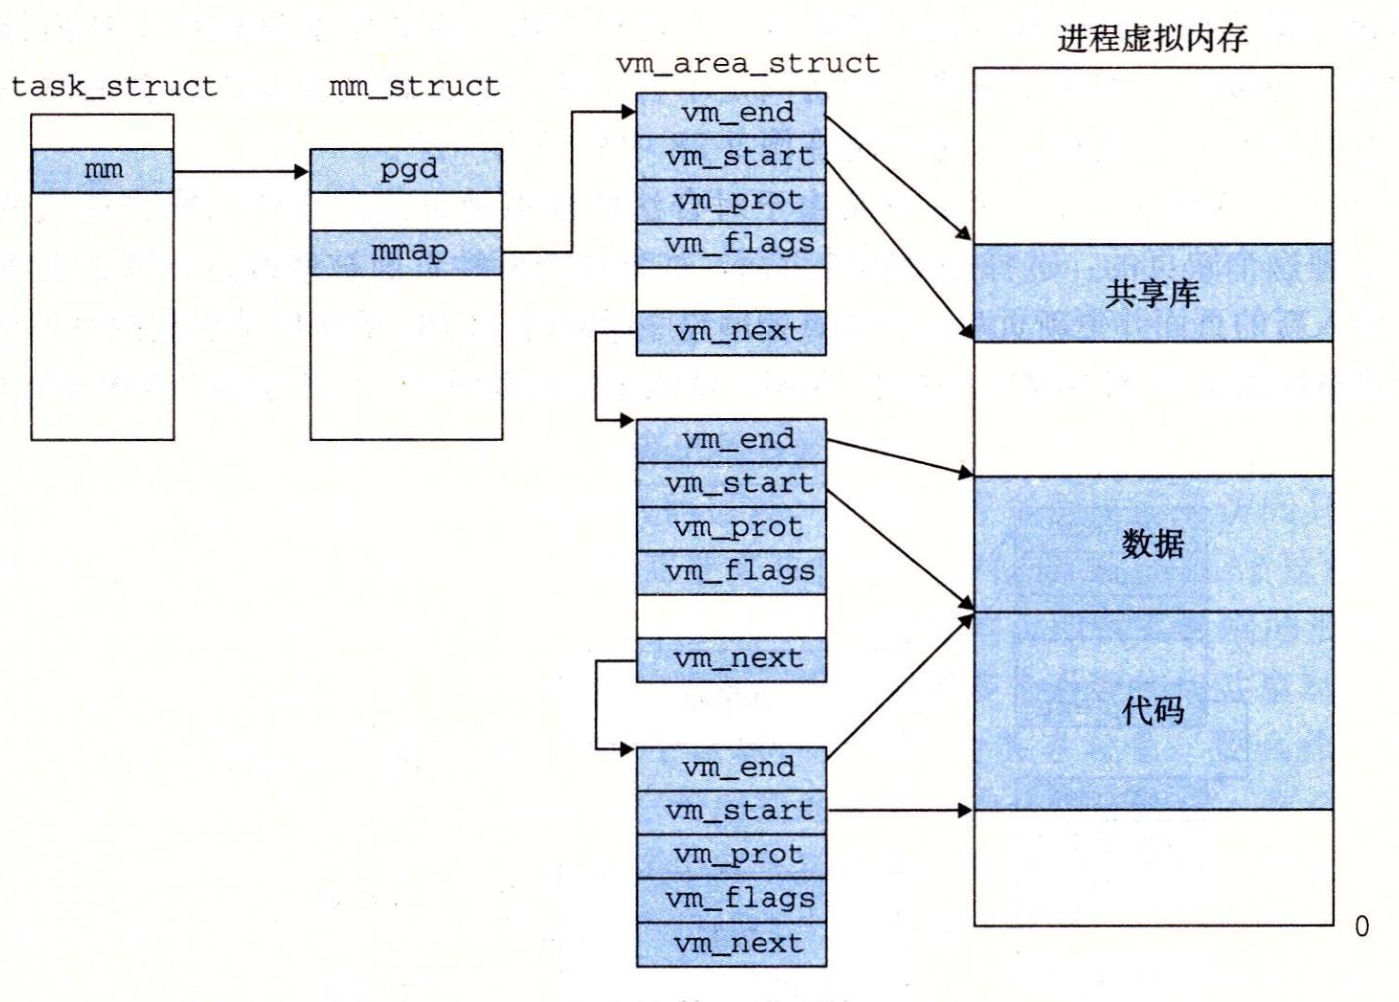 进程虚拟内存
vm_area_struct
task_struct
mm_struct
vm_end
vm_start
vm_prot
vm_flags
vm_next
mm
pgd
mmap
共享库
vm_end
vm_start
vm_prot
vm_flags
vm_next
数据
代码
vm_end
vm_start
vm_prot
vm_flags
vm_next
0